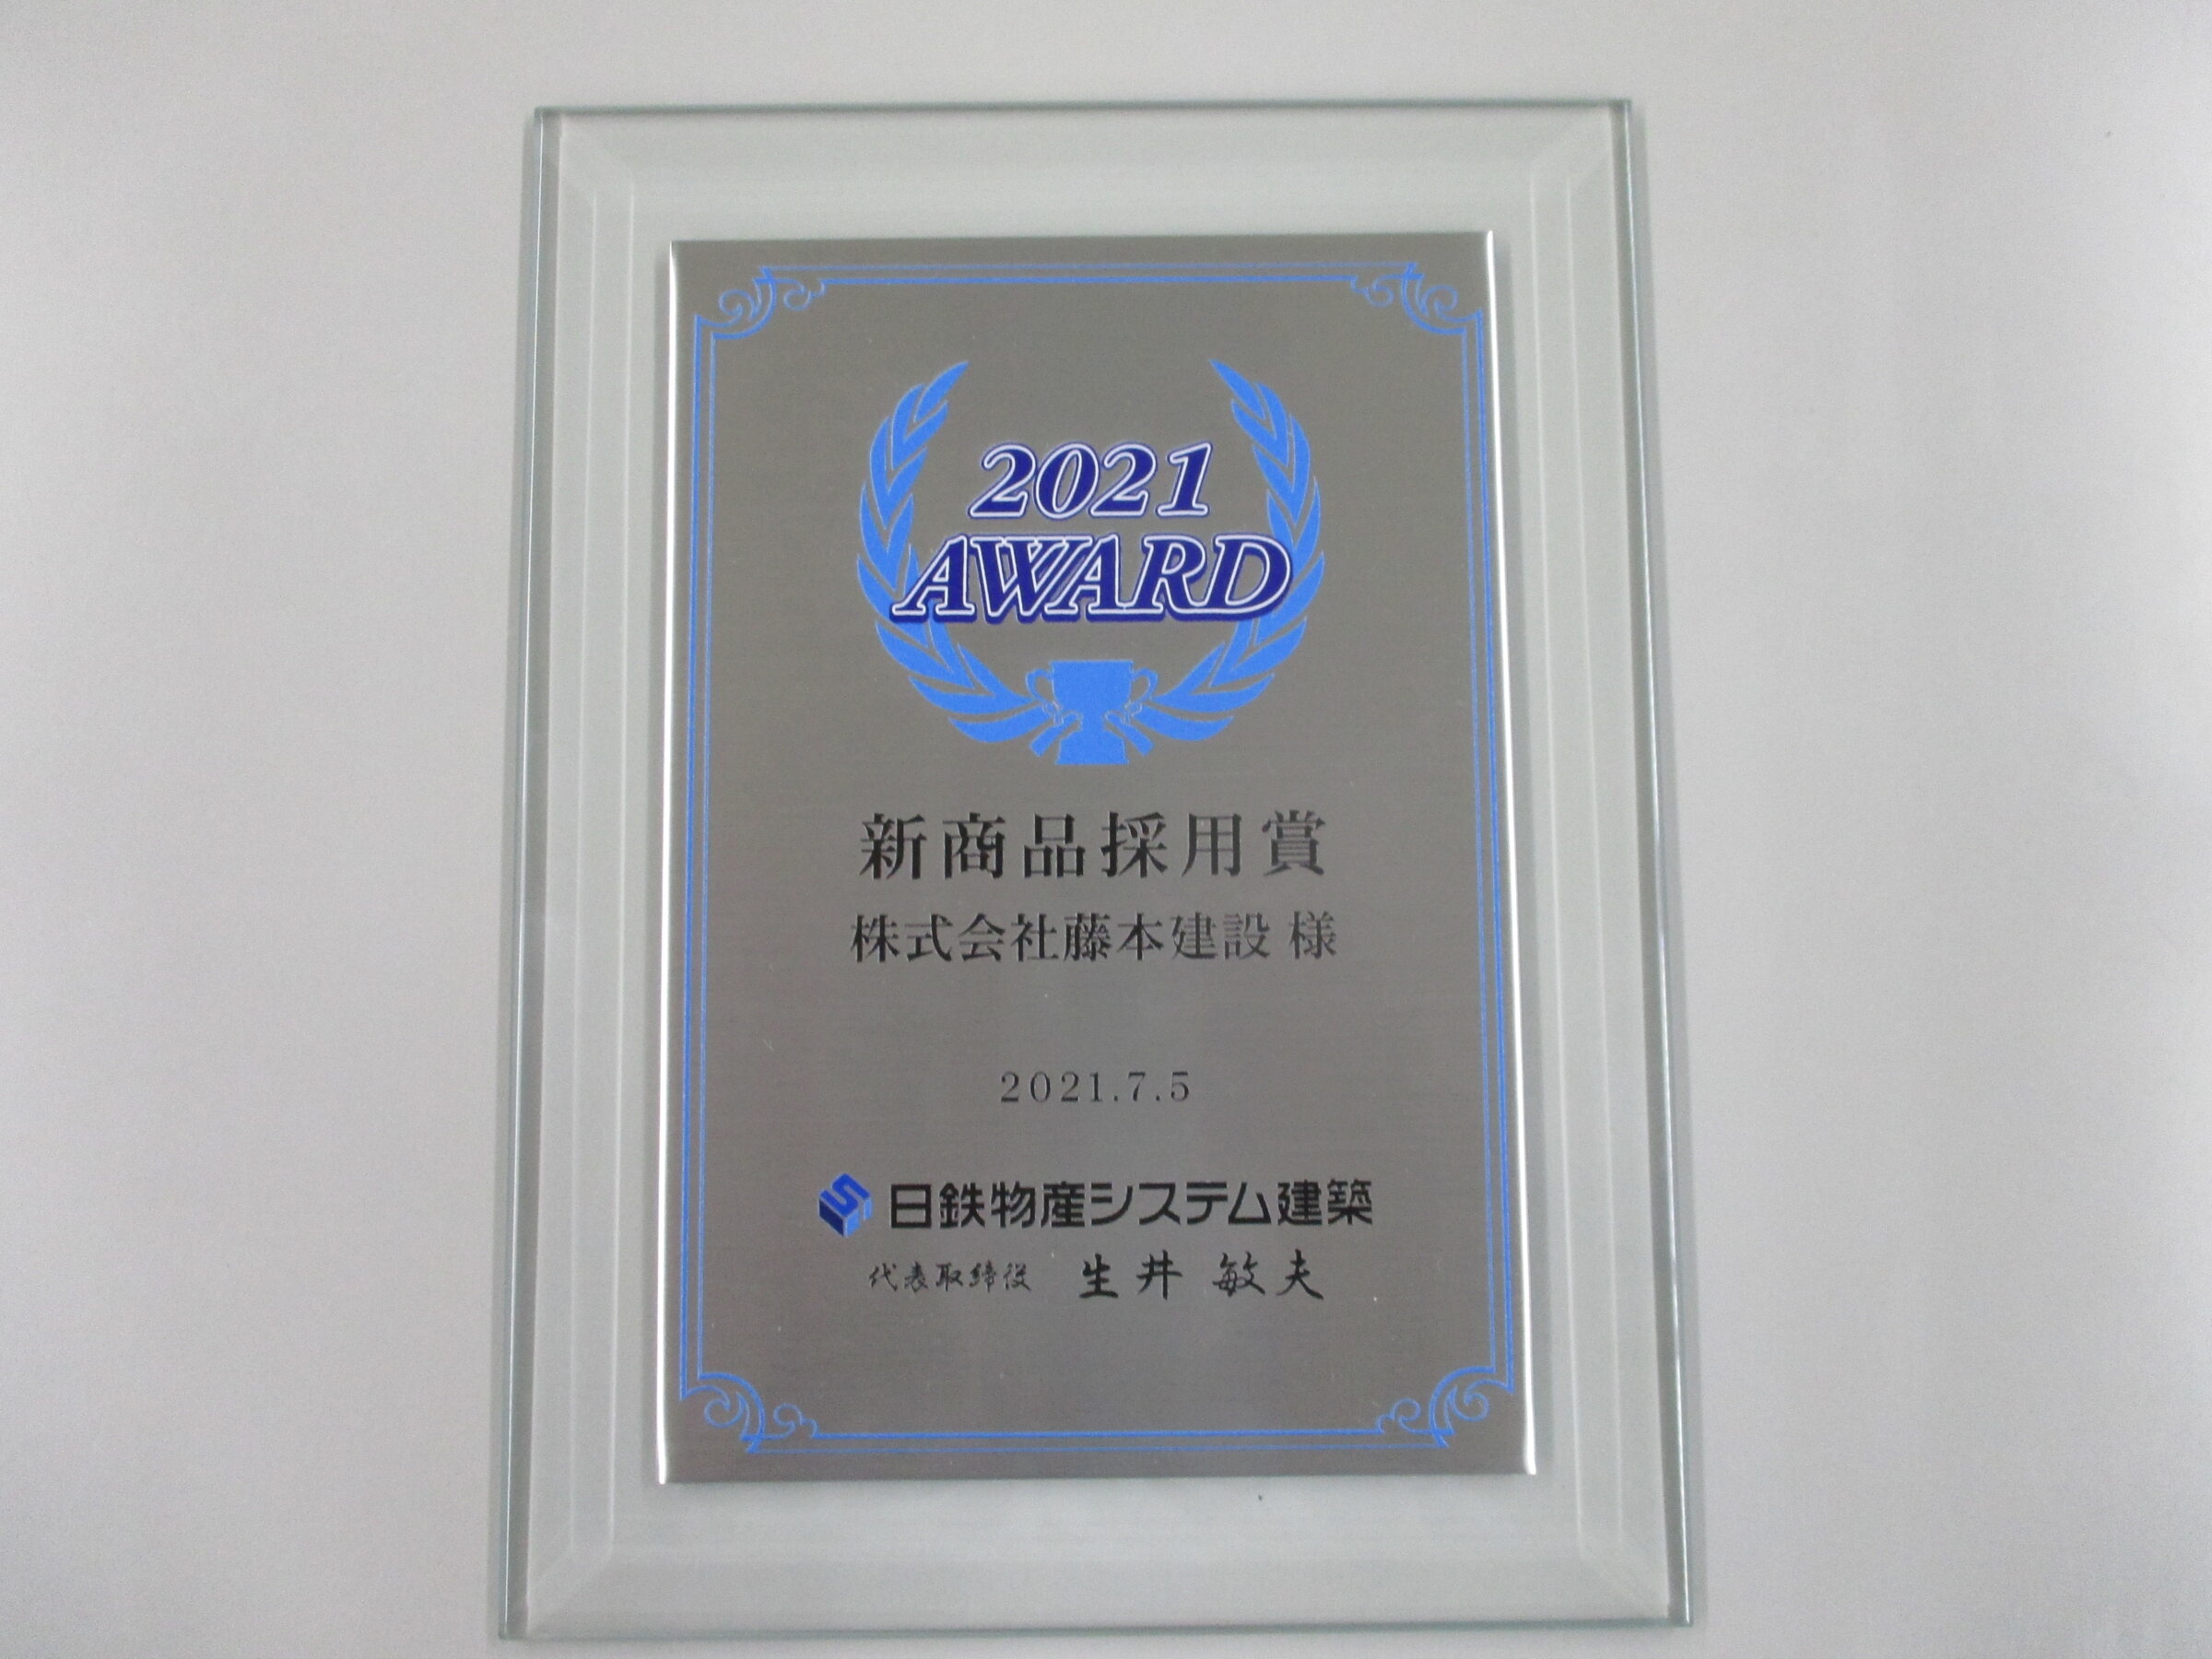 2021
AWARD
新商品採用賞
株式会社藤本建設 様
2021.7.5
日鉄物産システム建築
代表取締役 生井 敏夫